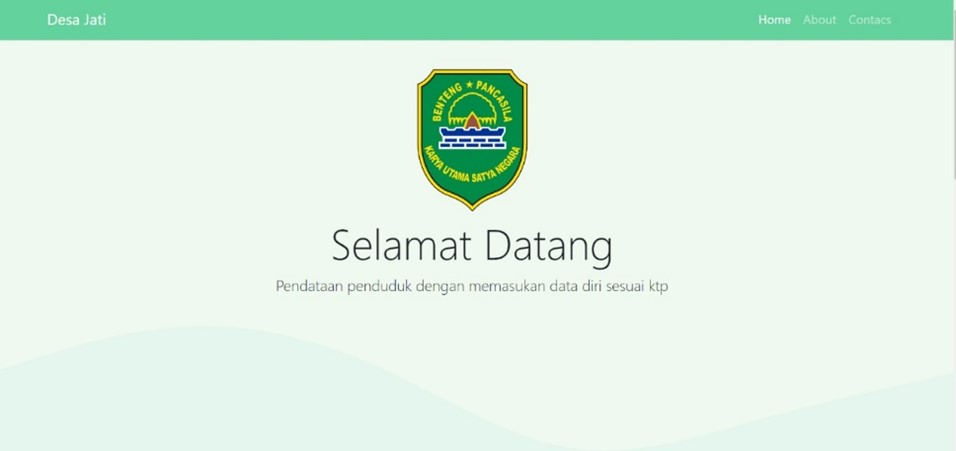 Desa Jati
Home About Contacs
BENTENG ★ PANCASILA
KARYA UTAMA SATYA NEGARA
Selamat Datang
Pendataan penduduk dengan memasukan data diri sesuai ktp